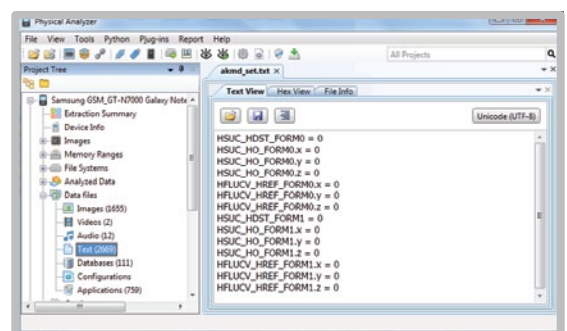 Physical Analyzer
File View Tools Python Plug-ins Report Help
All Projects
Project Tree
akmd_set.txt ×
Text View Hex View File Info
Unicode (UTF-8)
Samsung GSM_GT-N7000 Galaxy Note
Extraction Summary
Device Info
Images
Memory Ranges
File Systems
Analyzed Data
Data files
Images (1655)
Videos (2)
Audio (12)
Text (2669)
Databases (111)
Configurations
Applications (759)
HSUC_HDST_FORM0 = 0
HSUC_HO_FORM0.x = 0
HSUC_HO_FORM0.y = 0
HSUC_HO_FORM0.z = 0
HFLUCV_HREF_FORM0.x = 0
HFLUCV_HREF_FORM0.y = 0
HFLUCV_HREF_FORM0.z = 0
HSUC_HDST_FORM1 = 0
HSUC_HO_FORM1.x = 0
HSUC_HO_FORM1.y = 0
HSUC_HO_FORM1.z = 0
HFLUCV_HREF_FORM1.x = 0
HFLUCV_HREF_FORM1.y = 0
HFLUCV_HREF_FORM1.z = 0